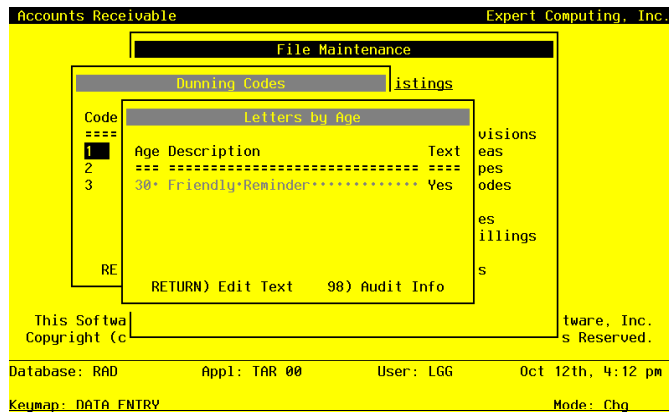 Accounts Receivable Expert Computing, Inc.
File Maintenance
Dunning Codes istings
Code Letters by Age
==== visions
1 Age Description Text eas
2 === ============================= ==== pes
3 30· Friendly·Reminder············· Yes odes
es
illings
RE s
RETURN) Edit Text 98) Audit Info
This Softwa tware, Inc.
Copyright (c s Reserved.
Database: RAD Appl: TAR 00 User: LGG Oct 12th, 4:12 pm
Keymap: DATA ENTRY Mode: Chg